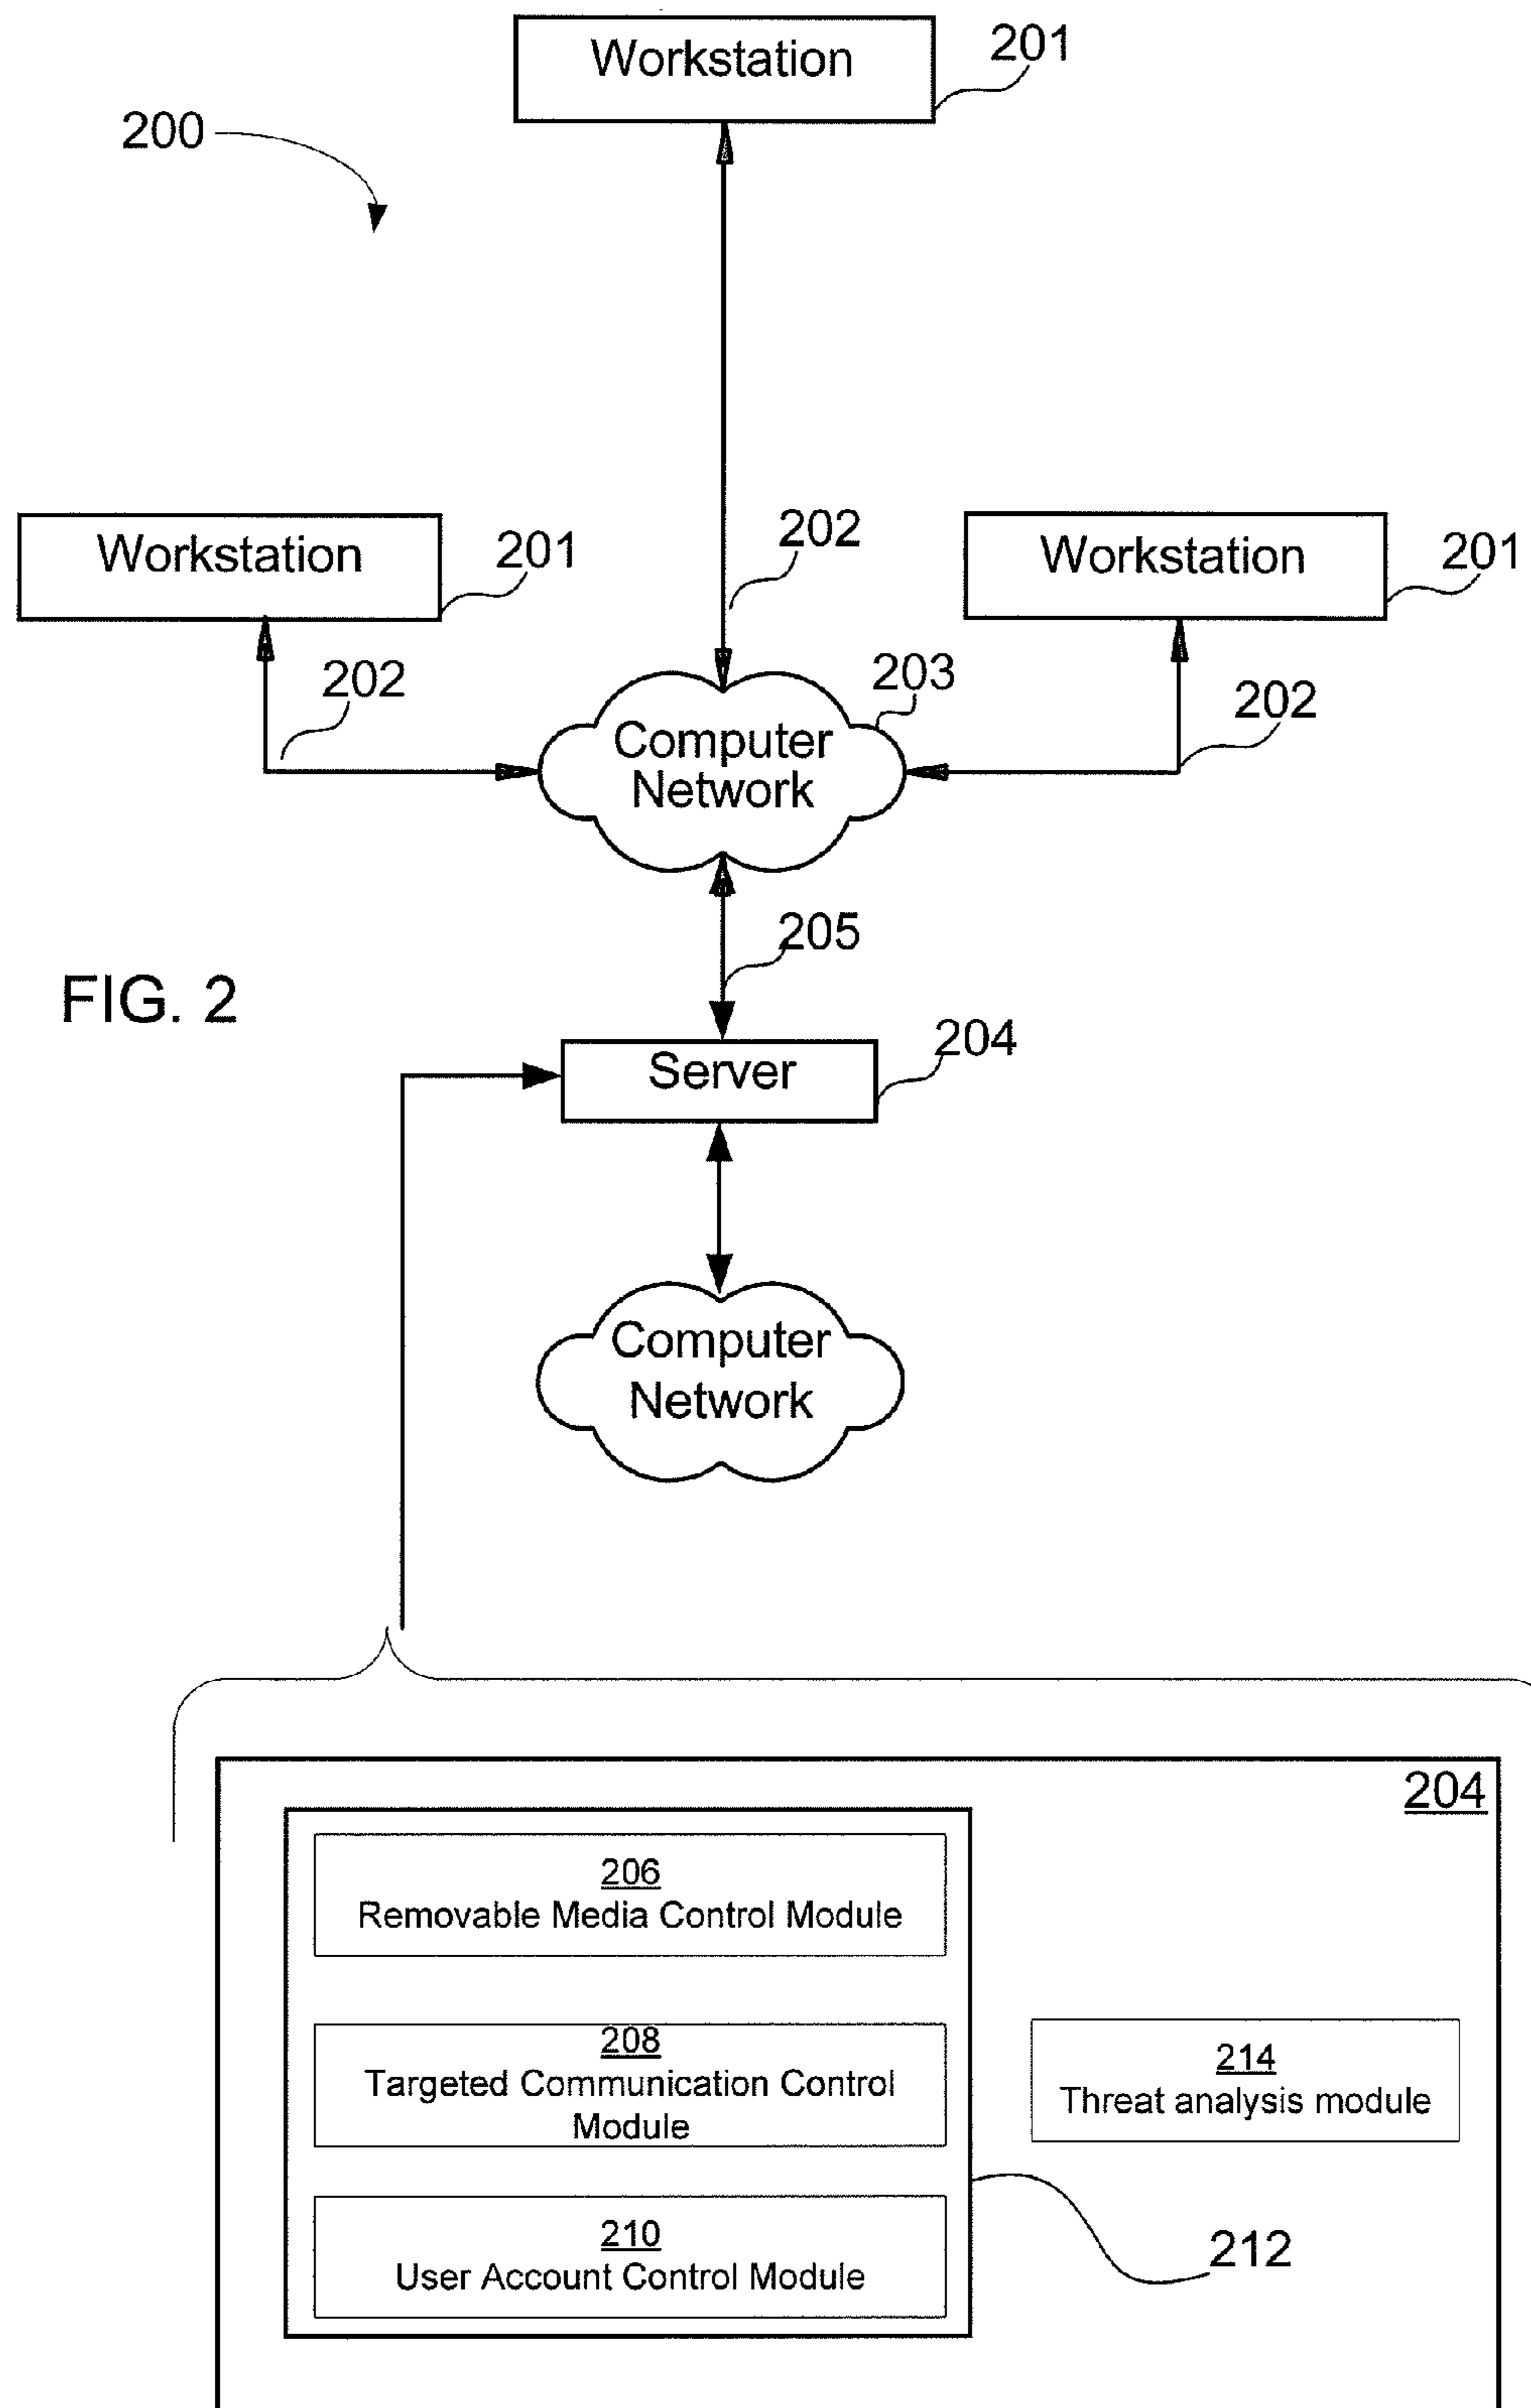 Workstation
201
200
Workstation
201
202
Workstation
201
202
203
202
Computer
Network
205
FIG. 2
Server
204
Computer
Network
204
206
Removable Media Control Module
208
Targeted Communication Control
Module
214
Threat analysis module
210
User Account Control Module
212